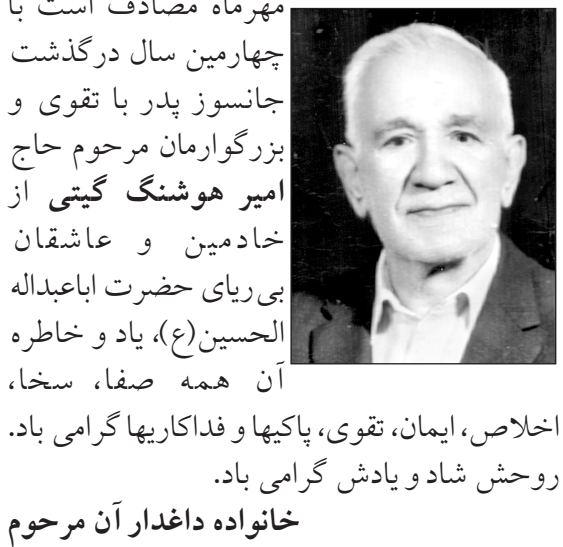 مهرماه مصادف است با
چهارمین سال درگذشت
جانسوز پدر با تقوی و
بزرگوارمان مرحوم حاج
امیر هوشنگ گیتی از
خادمین و عاشقان
بی‌ریای حضرت اباعبداله
الحسین(ع)، یاد و خاطره
آن همه صفا، سخا،
اخلاص، ایمان، تقوی، پاکیها و فداکاریها گرامی باد.
روحش شاد و یادش گرامی باد.
خانواده داغدار آن مرحوم